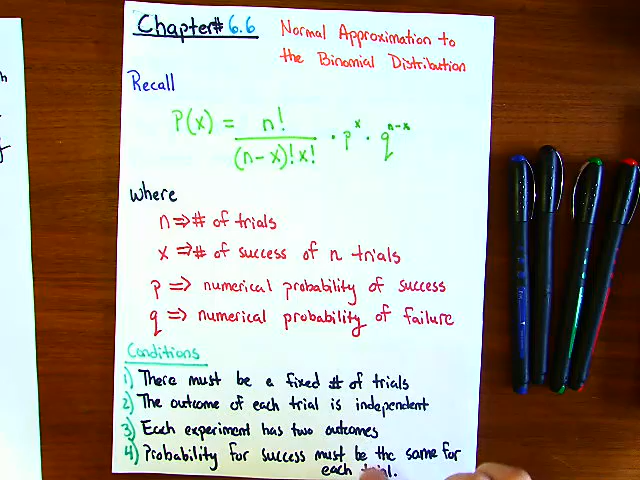 Chapter# 6.6 Normal Approximation to
the Binomial Distribution
Recall
P(x) = n! / (n-x)! x! · p^x · q^n-x
Where
n => # of trials
x => # of success of n trials
p => numerical probability of success
q => numerical probability of failure
Conditions
1) There must be a fixed # of trials
2) The outcome of each trial is independent
3) Each experiment has two outcomes
4) Probability for success must be the same for
each trial.